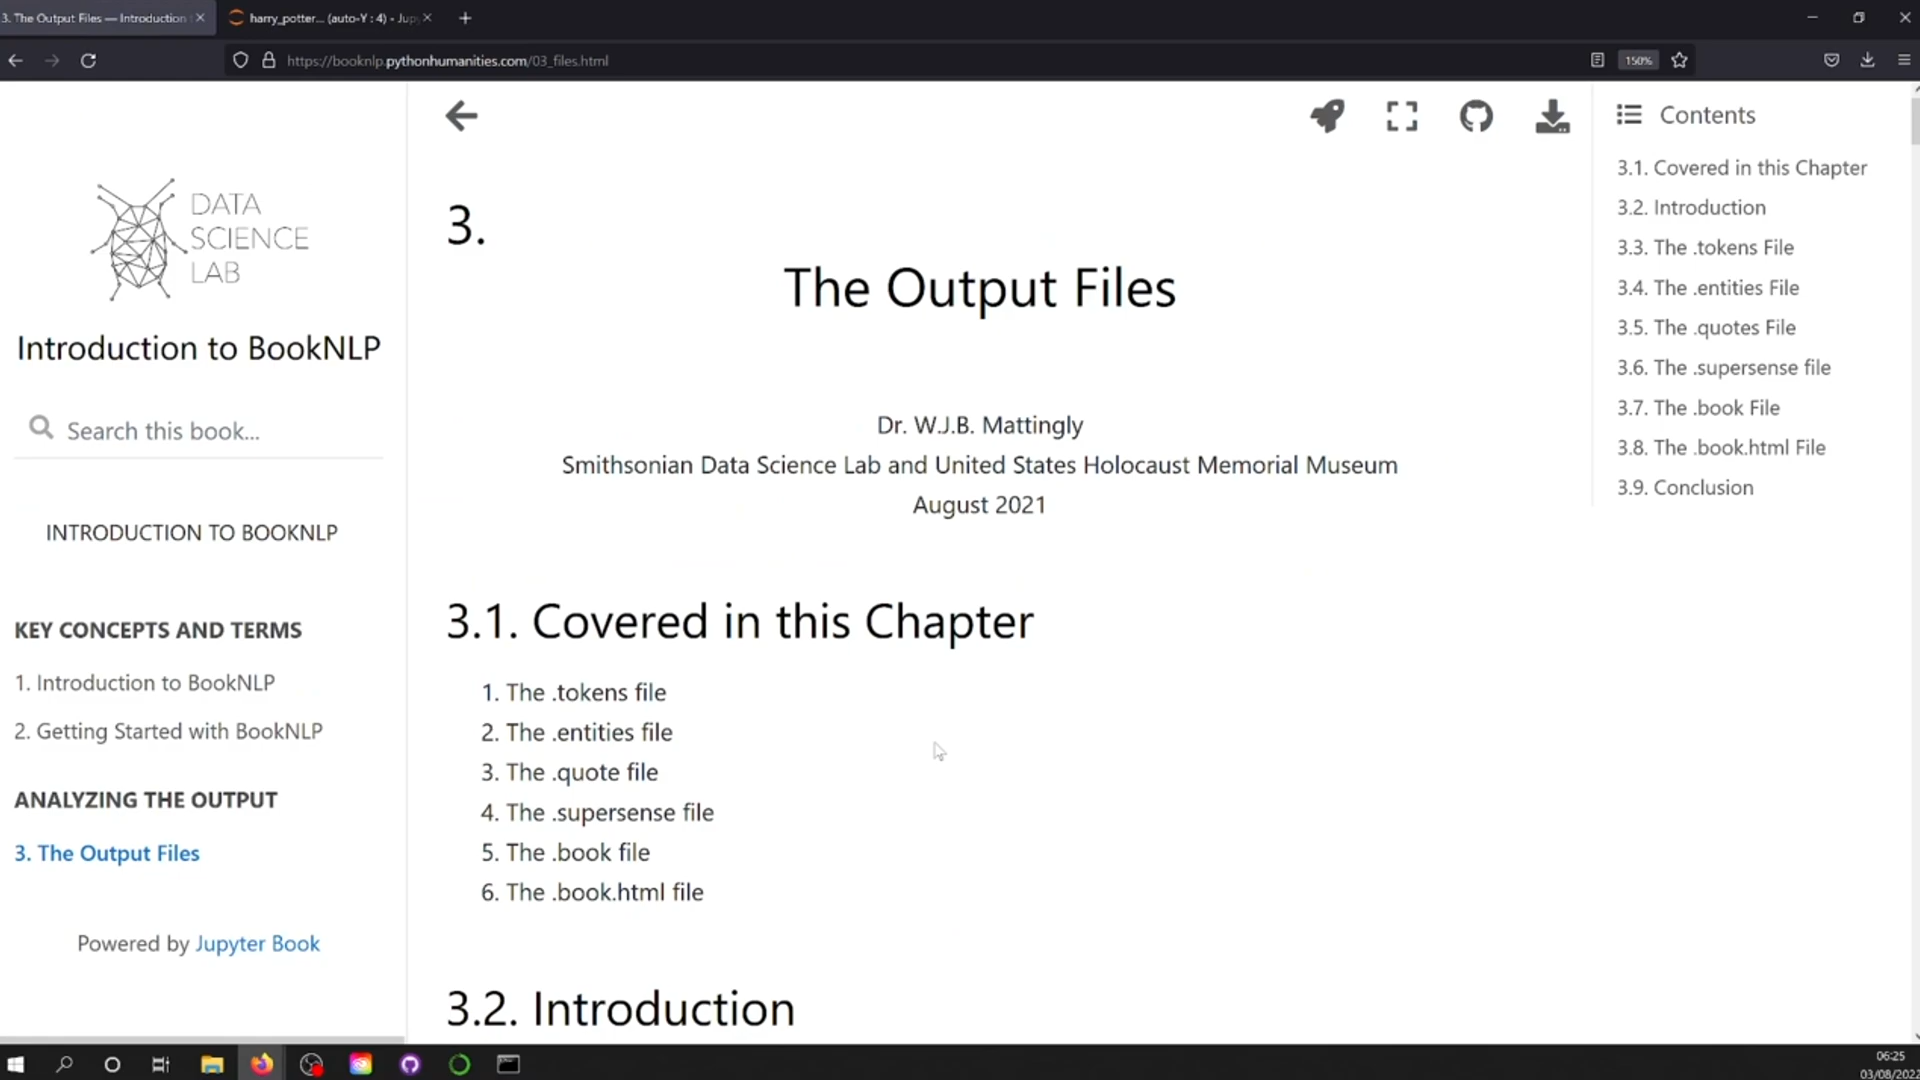 3. The Output Files — Introduction
harry_potter... (auto-Y : 4) - Jup
https://booknlp.pythonhumanities.com/03_files.html
150%
DATA
SCIENCE
LAB
Introduction to BookNLP
Search this book...
INTRODUCTION TO BOOKNLP
KEY CONCEPTS AND TERMS
1. Introduction to BookNLP
2. Getting Started with BookNLP
ANALYZING THE OUTPUT
3. The Output Files
Powered by Jupyter Book
3.
The Output Files
Dr. W.J.B. Mattingly
Smithsonian Data Science Lab and United States Holocaust Memorial Museum
August 2021
3.1. Covered in this Chapter
1. The .tokens file
2. The .entities file
3. The .quote file
4. The .supersense file
5. The .book file
6. The .book.html file
3.2. Introduction
Contents
3.1. Covered in this Chapter
3.2. Introduction
3.3. The .tokens File
3.4. The .entities File
3.5. The .quotes File
3.6. The .supersense file
3.7. The .book File
3.8. The .book.html File
3.9. Conclusion
06:25
03/08/2022